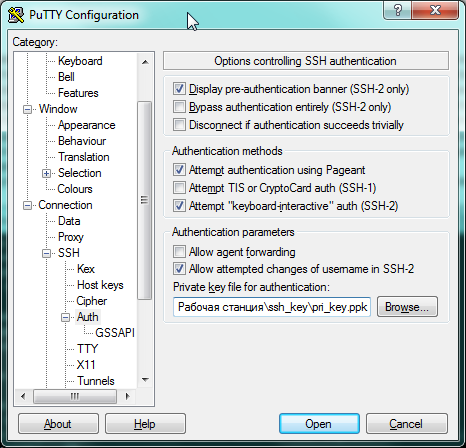 PuTTY Configuration
Category:
Keyboard
Bell
Features
Window
Appearance
Behaviour
Translation
Selection
Colours
Connection
Data
Proxy
SSH
Kex
Host keys
Cipher
Auth
GSSAPI
TTY
X11
Tunnels
Options controlling SSH authentication
Display pre-authentication banner (SSH-2 only)
Bypass authentication entirely (SSH-2 only)
Disconnect if authentication succeeds trivially
Authentication methods
Attempt authentication using Pageant
Attempt TIS or CryptoCard auth (SSH-1)
Attempt "keyboard-interactive" auth (SSH-2)
Authentication parameters
Allow agent forwarding
Allow attempted changes of username in SSH-2
Private key file for authentication:
Рабочая станция\ssh_key\pri_key.ppk
Browse...
About
Help
Open
Cancel